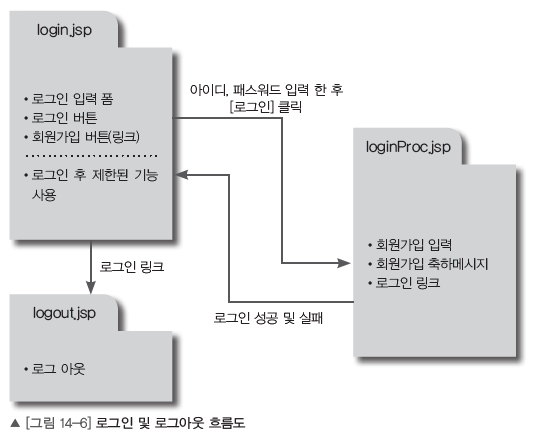 login.jsp
• 로그인 입력 폼
• 로그인 버튼
• 회원가입 버튼(링크)
• 로그인 후 제한된 기능
사용
아이디, 패스워드 입력 한 후
[로그인] 클릭
loginProc.jsp
• 회원가입 입력
• 회원가입 축하메시지
• 로그인 링크
로그인 링크
로그인 성공 및 실패
logout.jsp
• 로그 아웃
▲ [그림 14-6] 로그인 및 로그아웃 흐름도